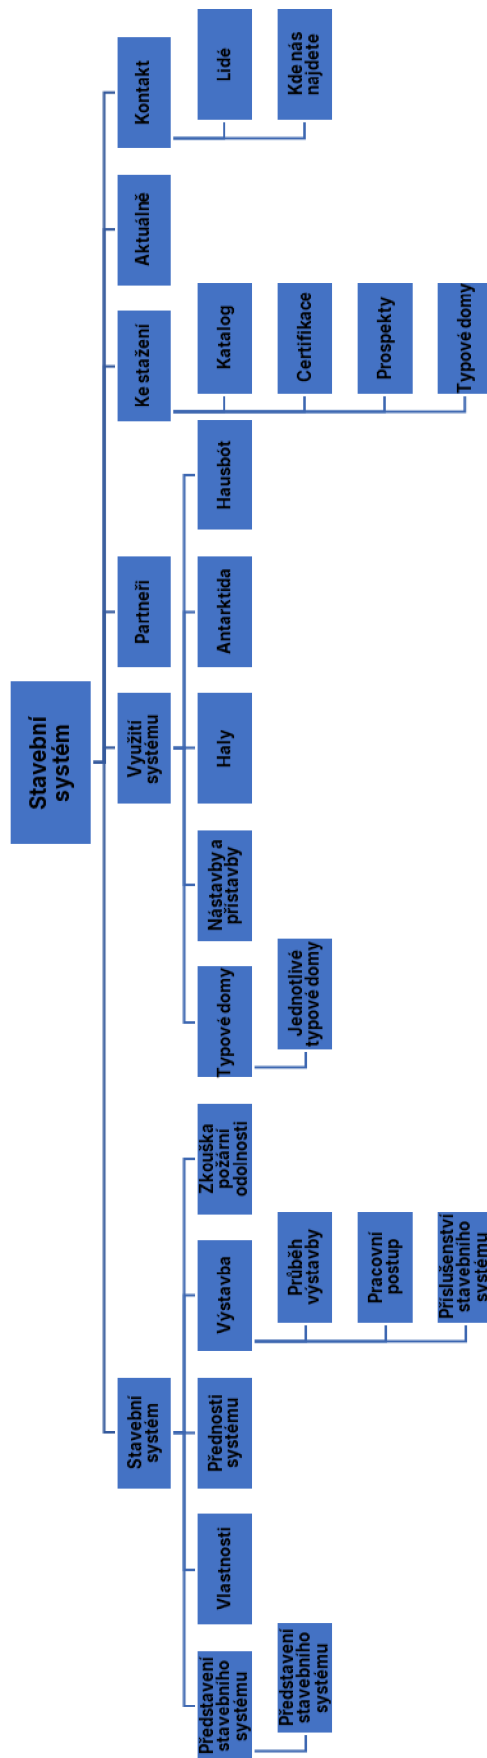 Stavební
systém
Stavební
systém
Představení
stavebního
systému
Představení
stavebního
systému
Vlastnosti
Přednosti
systému
Výstavba
Průběh
výstavby
Pracovní
postup
Příslušenství
stavebního
systému
Zkouška
požární
odolnosti
Využití
systému
Typové domy
Jednotlivé
typové domy
Nástavby a
přístavby
Haly
Antarktida
Hausbót
Partneři
Ke stažení
Katalog
Certifikace
Prospekty
Typové domy
Aktuálně
Kontakt
Lidé
Kde nás
najdete